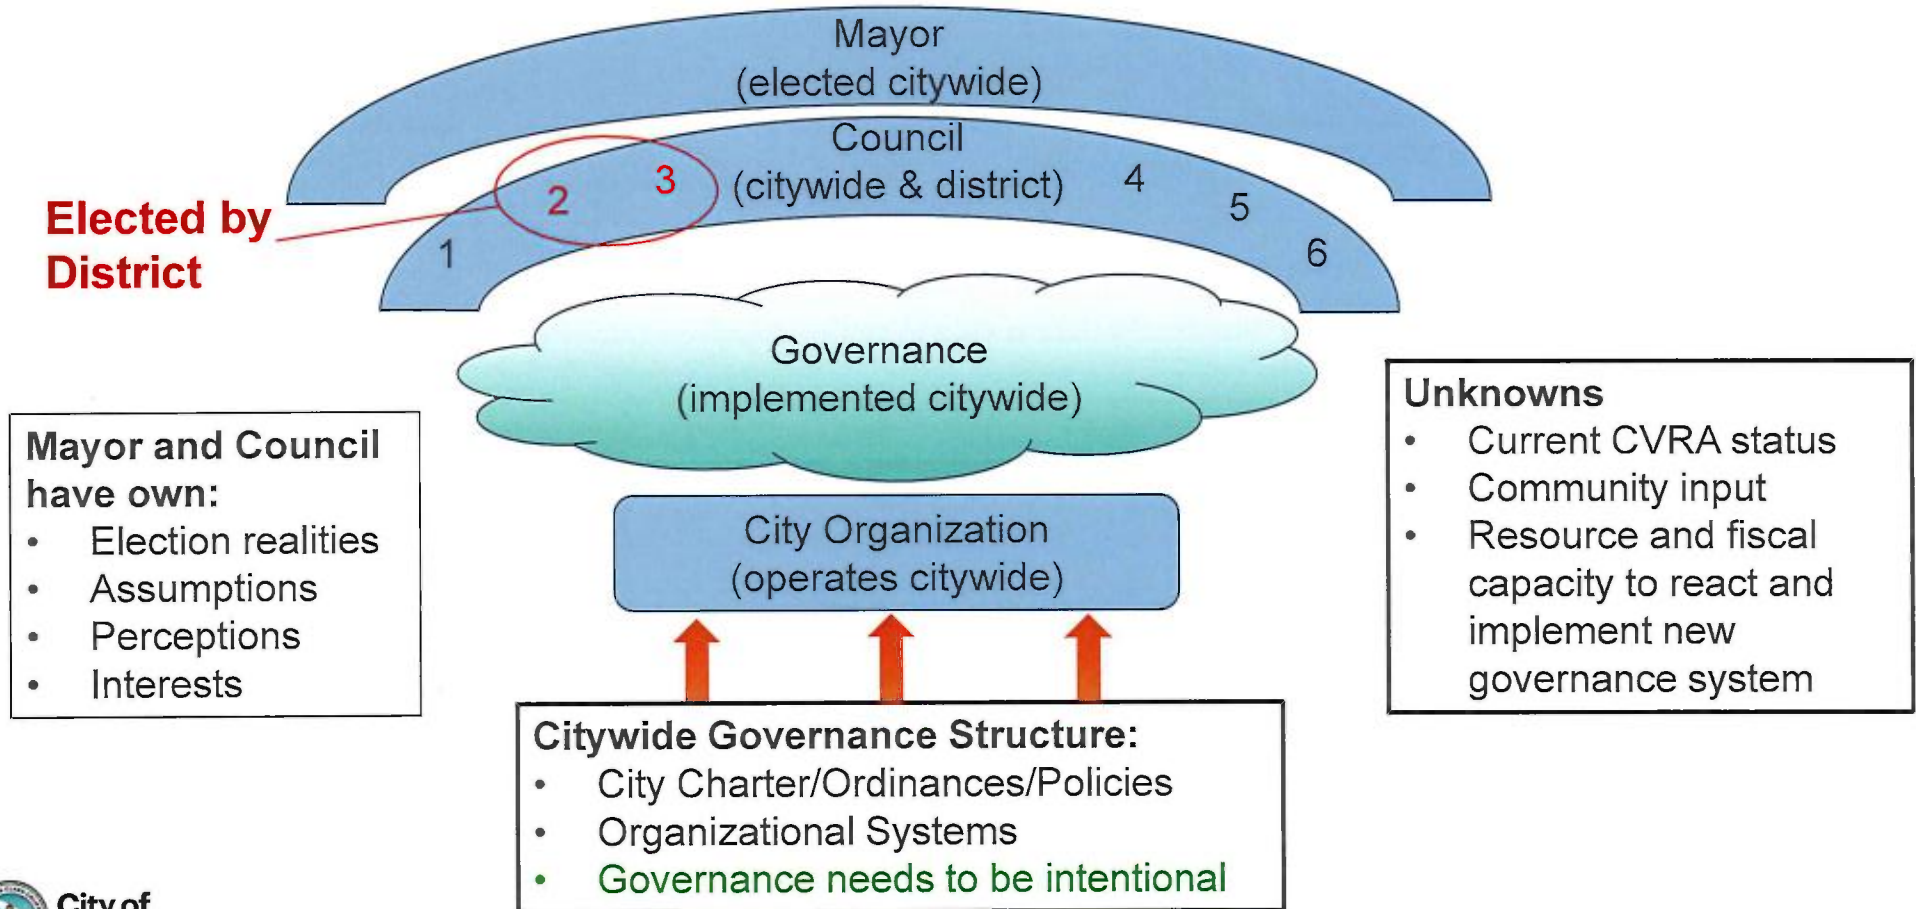 Mayor
(elected citywide)
Council
(citywide & district)
1
2
3
4
5
6
Elected by
District
Governance
(implemented citywide)
Mayor and Council
have own:
• Election realities
• Assumptions
• Perceptions
• Interests
Unknowns
• Current CVRA status
• Community input
• Resource and fiscal
capacity to react and
implement new
governance system
City Organization
(operates citywide)
Citywide Governance Structure:
• City Charter/Ordinances/Policies
• Organizational Systems
• Governance needs to be intentional
City of